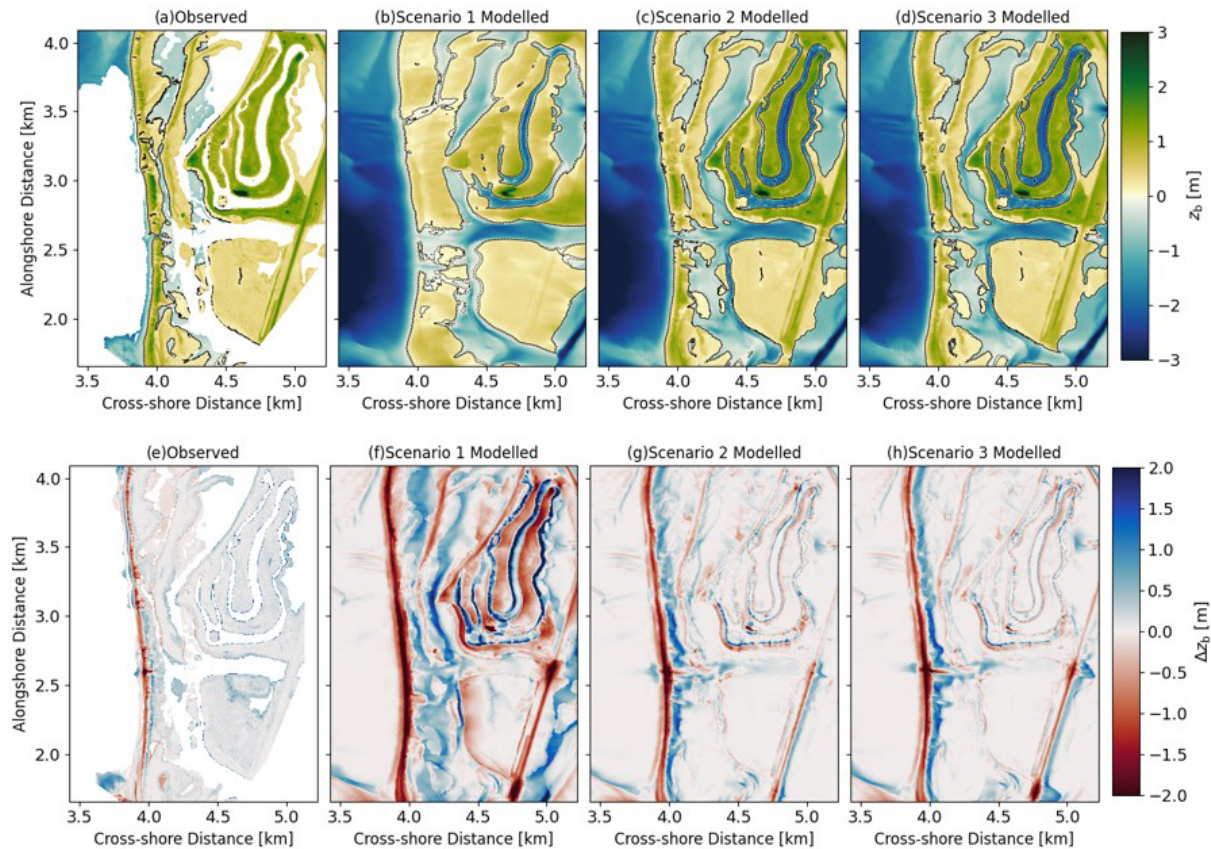 (a)Observed
(b)Scenario 1 Modelled
(c)Scenario 2 Modelled
(d)Scenario 3 Modelled
4.0
3.5
3.0
2.5
2.0
Alongshore Distance [km]
3.5 4.0 4.5 5.0
3.5 4.0 4.5 5.0
3.5 4.0 4.5 5.0
3.5 4.0 4.5 5.0
Cross-shore Distance [km]
Cross-shore Distance [km]
Cross-shore Distance [km]
Cross-shore Distance [km]
3
2
1
0
−1
−2
−3
zb [m]
(e)Observed
(f)Scenario 1 Modelled
(g)Scenario 2 Modelled
(h)Scenario 3 Modelled
4.0
3.5
3.0
2.5
2.0
Alongshore Distance [km]
3.5 4.0 4.5 5.0
3.5 4.0 4.5 5.0
3.5 4.0 4.5 5.0
3.5 4.0 4.5 5.0
Cross-shore Distance [km]
Cross-shore Distance [km]
Cross-shore Distance [km]
Cross-shore Distance [km]
2.0
1.5
1.0
0.5
0.0
−0.5
−1.0
−1.5
−2.0
Δzb [m]